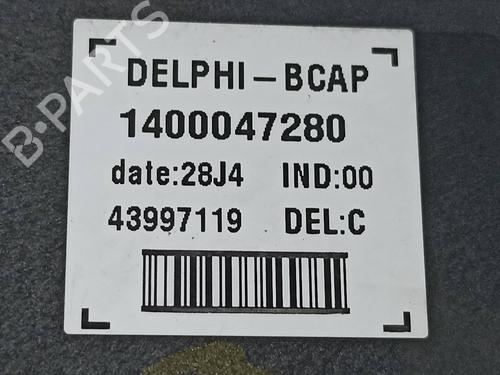 DELPHI-BCAP
1400047280
date:28J4 IND:00
43997119 DEL:C
B-PARTS